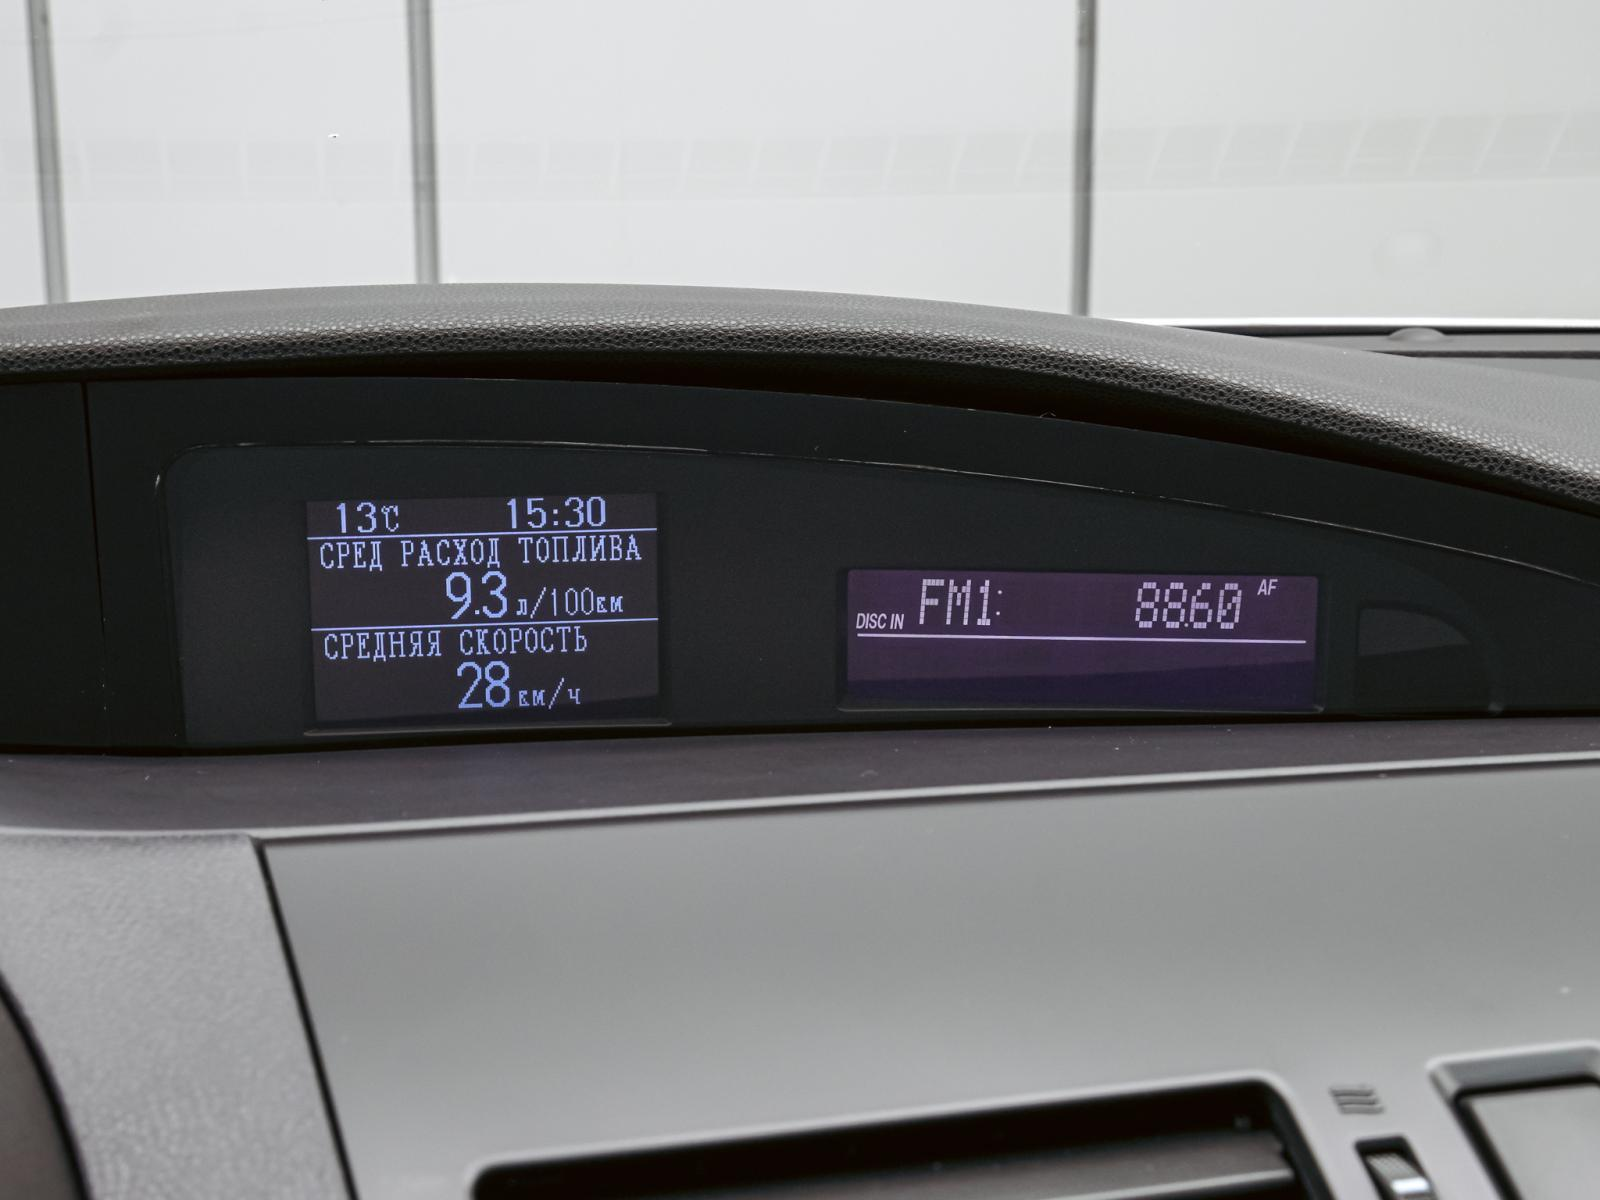 13℃ 15:30
СРЕД РАСХОД ТОПЛИВА
9.3 л/100км
СРЕДНЯЯ СКОРОСТЬ
28 км/ч
DISC IN FM1: 88.60 AF